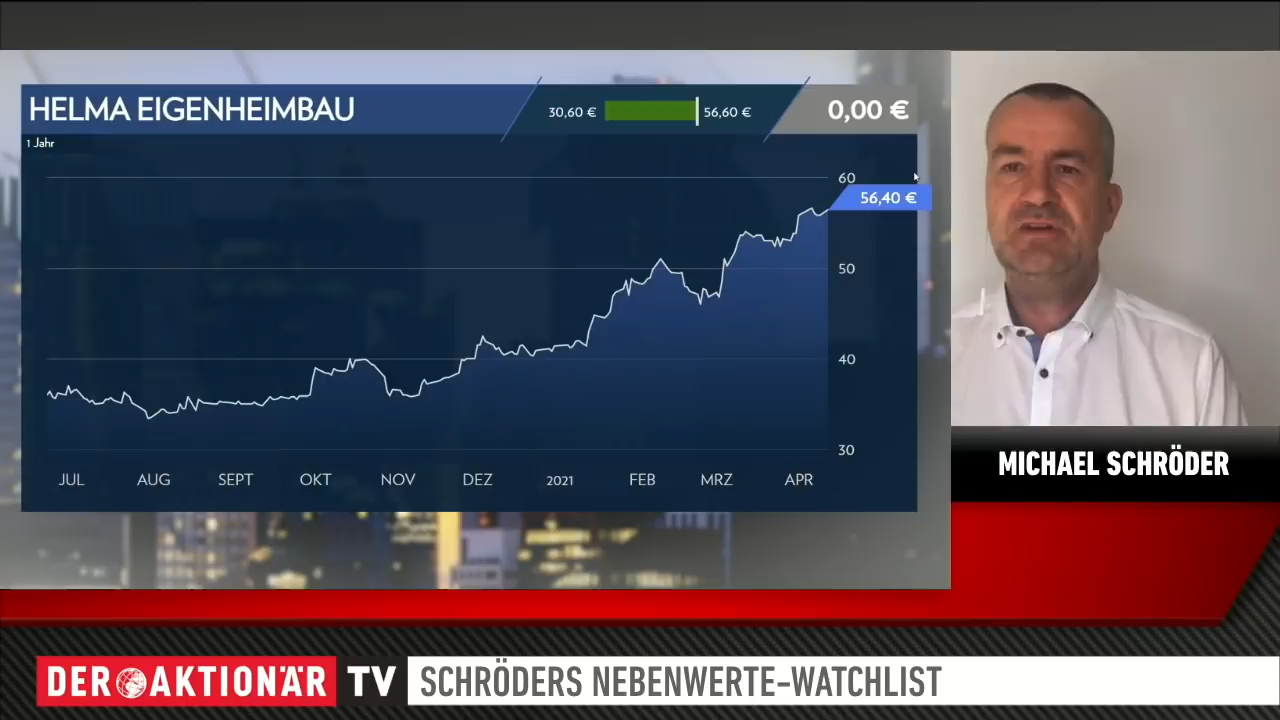 HELMA EIGENHEIMBAU
30,60 € 56,60 €
0,00 €
1 Jahr
60
56,40 €
50
40
30
JUL AUG SEPT OKT NOV DEZ 2021 FEB MRZ APR
MICHAEL SCHRÖDER
DER AKTIONÄR TV
SCHRÖDERS NEBENWERTE-WATCHLIST